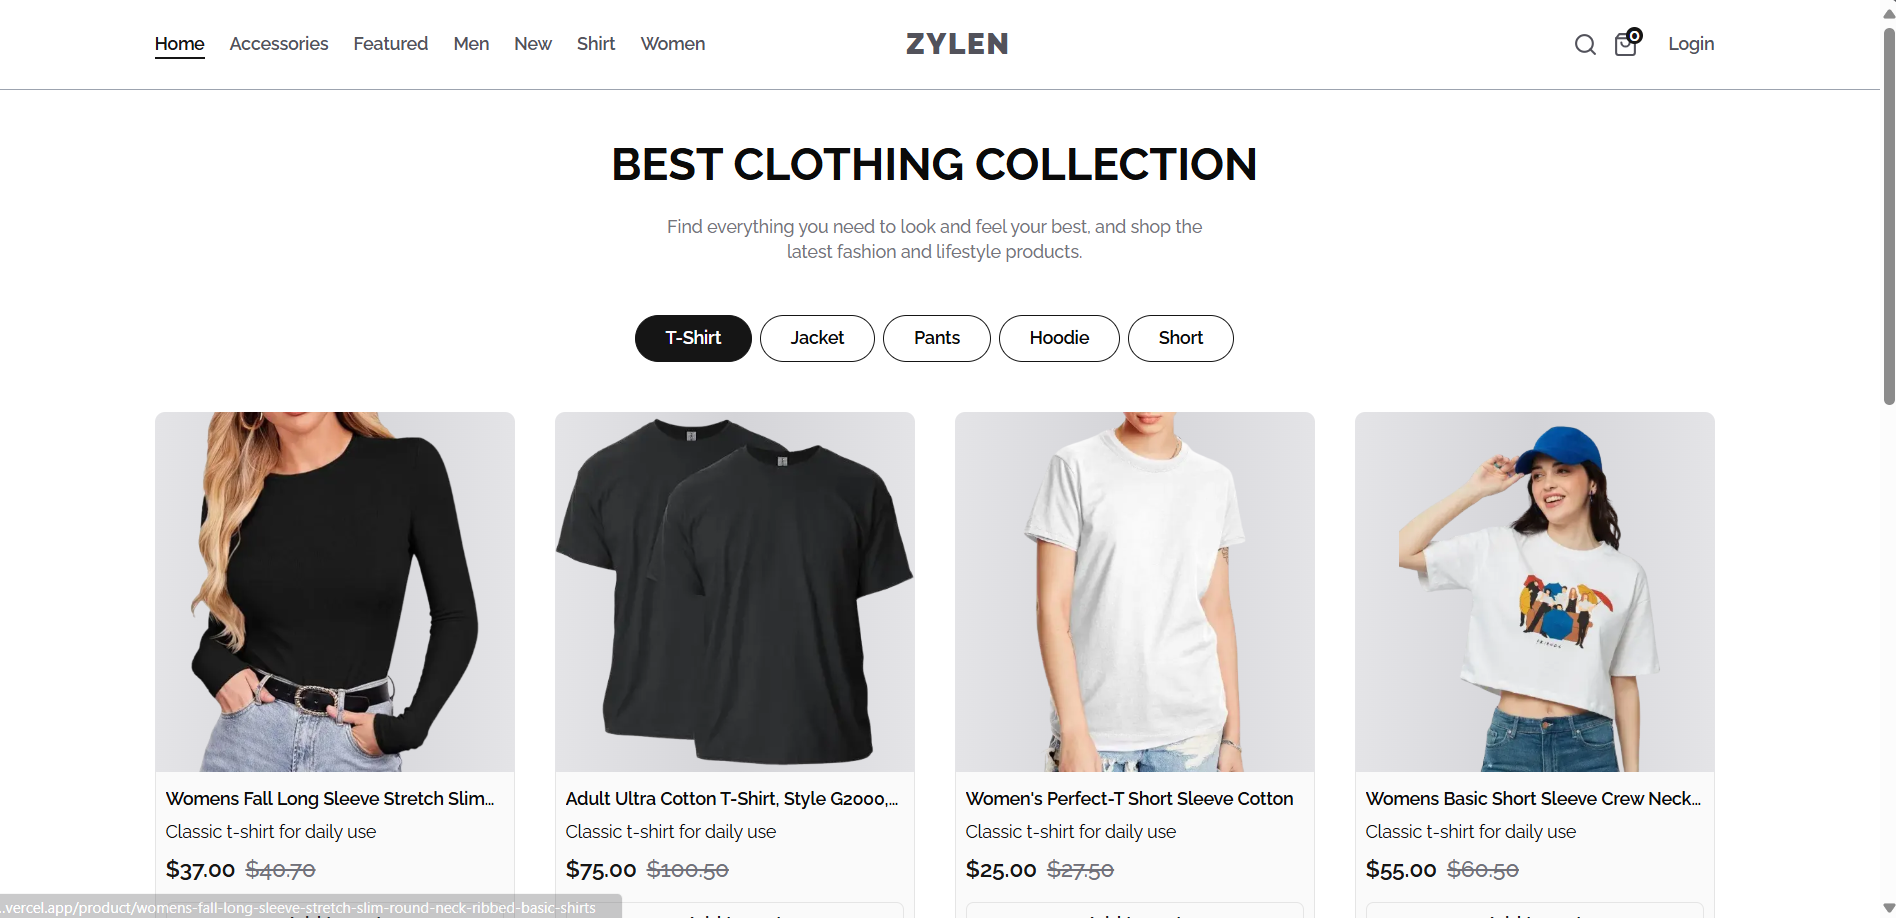 Home Accessories Featured Men New Shirt Women ZYLEN 0 Login
BEST CLOTHING COLLECTION
Find everything you need to look and feel your best, and shop the
latest fashion and lifestyle products.
T-Shirt Jacket Pants Hoodie Short
Womens Fall Long Sleeve Stretch Slim...
Classic t-shirt for daily use
$37.00 $40.70
Adult Ultra Cotton T-Shirt, Style G2000,...
Classic t-shirt for daily use
$75.00 $100.50
Women's Perfect-T Short Sleeve Cotton
Classic t-shirt for daily use
$25.00 $27.50
Womens Basic Short Sleeve Crew Neck...
Classic t-shirt for daily use
$55.00 $60.50
...vercel.app/product/womens-fall-long-sleeve-stretch-slim-round-neck-ribbed-basic-shirts